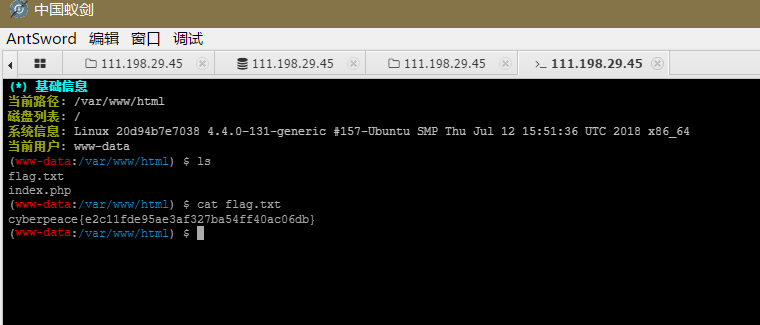 中国蚁剑
AntSword 编辑 窗口 调试
111.198.29.45 111.198.29.45 111.198.29.45 >_ 111.198.29.45
(*) 基础信息
当前路径: /var/www/html
磁盘列表: /
系统信息: Linux 20d94b7e7038 4.4.0-131-generic #157-Ubuntu SMP Thu Jul 12 15:51:36 UTC 2018 x86_64
当前用户: www-data
(www-data:/var/www/html) $ ls
flag.txt
index.php
(www-data:/var/www/html) $ cat flag.txt
cyberpeace{e2c11fde95ae3af327ba54ff40ac06db}
(www-data:/var/www/html) $